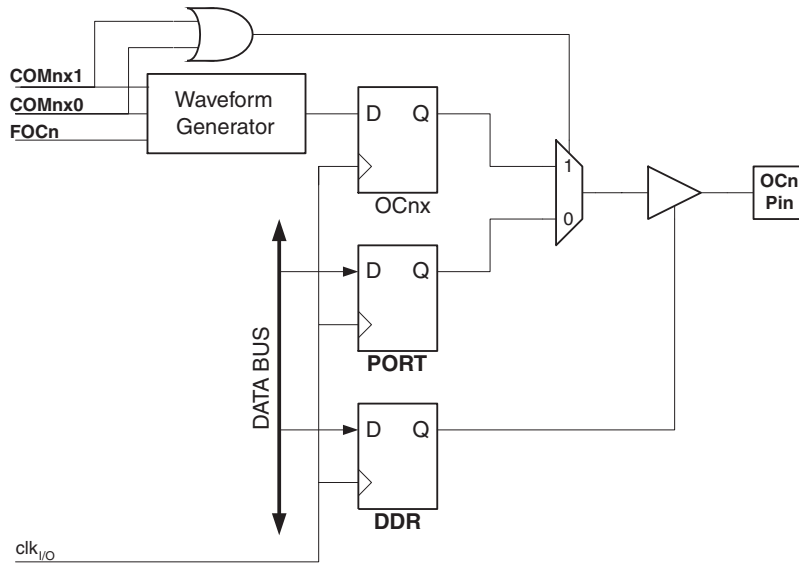 COMnx1
COMnx0
FOCn
Waveform
Generator
D Q
OCnx
1
0
OCn
Pin
D Q
PORT
DATA BUS
D Q
DDR
clkI/O